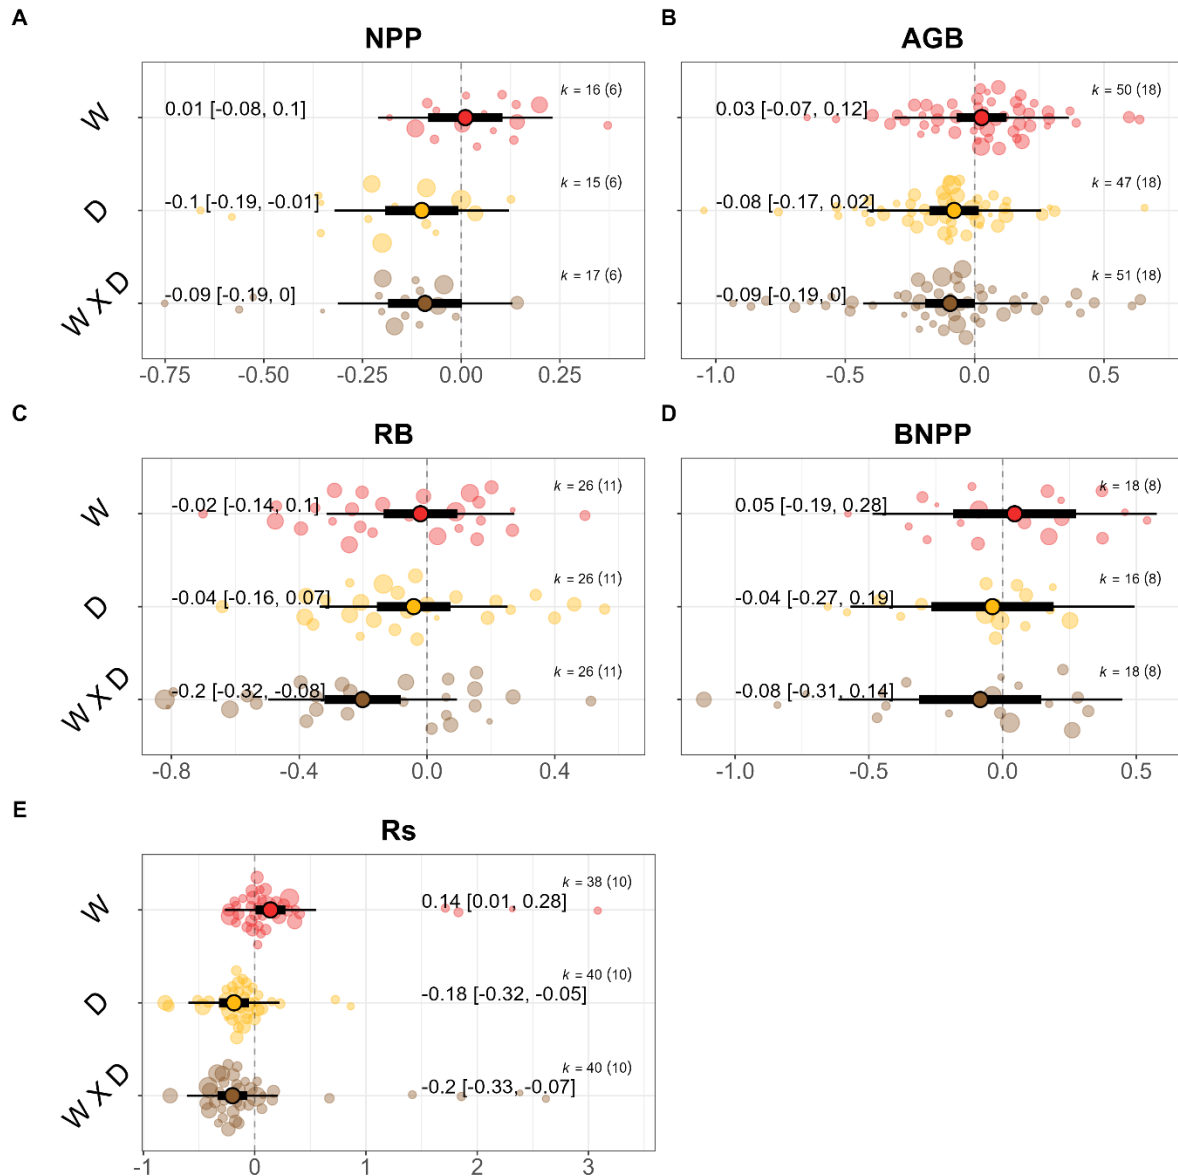 A
NPP
W
0.01 [-0.08, 0.1]
k = 16 (6)
D
-0.1 [-0.19, -0.01]
k = 15 (6)
W X D
-0.09 [-0.19, 0]
k = 17 (6)
-0.75 -0.50 -0.25 0.00 0.25
B
AGB
0.03 [-0.07, 0.12]
k = 50 (18)
-0.08 [-0.17, 0.02]
k = 47 (18)
-0.09 [-0.19, 0]
k = 51 (18)
-1.0 -0.5 0.0 0.5
C
RB
W
-0.02 [-0.14, 0.1]
k = 26 (11)
D
-0.04 [-0.16, 0.07]
k = 26 (11)
W X D
-0.2 [-0.32, -0.08]
k = 26 (11)
-0.8 -0.4 0.0 0.4
D
BNPP
0.05 [-0.19, 0.28]
k = 18 (8)
-0.04 [-0.27, 0.19]
k = 16 (8)
-0.08 [-0.31, 0.14]
k = 18 (8)
-1.0 -0.5 0.0 0.5
E
Rs
W
0.14 [0.01, 0.28]
k = 38 (10)
D
-0.18 [-0.32, -0.05]
k = 40 (10)
W X D
-0.2 [-0.33, -0.07]
k = 40 (10)
-1 0 1 2 3